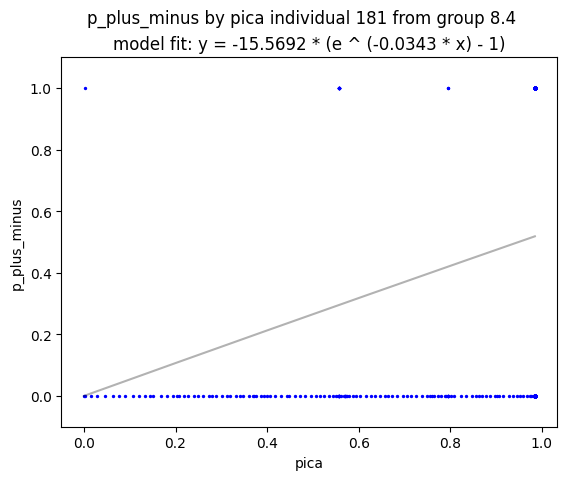 p_plus_minus by pica individual 181 from group 8.4
model fit: y = -15.5692 * (e ^ (-0.0343 * x) - 1)
1.0
0.8
0.6
0.4
0.2
0.0
p_plus_minus
0.0 0.2 0.4 0.6 0.8 1.0
pica